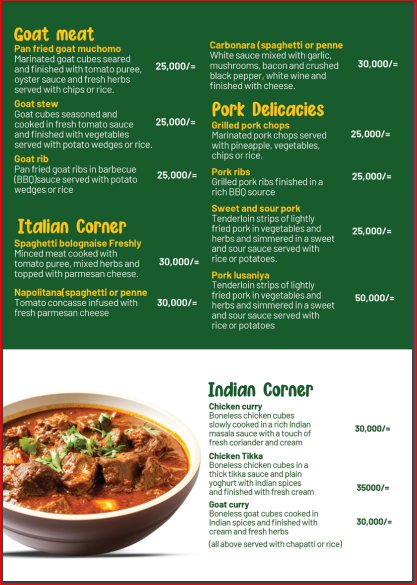 Goat meat
Pan fried goat muchomo
Marinated goat cubes seared
and finished with tomato puree,
oyster sauce and fresh herbs
served with chips or rice.
25,000/=
Goat stew
Goat cubes seasoned and
cooked in fresh tomato sauce
and finished with vegetables
served with potato wedges or rice.
25,000/=
Goat rib
Pan fried goat ribs in barbecue
(BBQ)sauce served with potato
wedges or rice
25,000/=
Italian Corner
Spaghetti bolognaise Freshly
Minced meat cooked with
tomato puree, mixed herbs and
topped with parmesan cheese.
30,000/=
Napolitana(spaghetti or penne
Tomato concasse infused with
fresh parmesan cheese
30,000/=
Carbonara (spaghetti or penne
White sauce mixed with garlic,
mushrooms, bacon and crushed
black pepper, white wine and
finished with cheese.
30,000/=
Pork Delicacies
Grilled pork chops
Marinated pork chops served
with pineapple, vegetables,
chips or rice.
25,000/=
Pork ribs
Grilled pork ribs finished in a
rich BBQ source
25,000/=
Sweet and sour pork
Tenderloin strips of lightly
fried pork in vegetables and
herbs and simmered in a sweet
and sour sauce served with
rice or potatoes.
25,000/=
Pork lusaniya
Tenderloin strips of lightly
fried pork in vegetables and
herbs and simmered in a sweet
and sour sauce served with
rice or potatoes
50,000/=
Indian Corner
Chicken curry
Boneless chicken cubes
slowly cooked in a rich Indian
masala sauce with a touch of
fresh coriander and cream
30,000/=
Chicken Tikka
Boneless chicken cubes in a
thick tikka sauce and plain
yoghurt with Indian spices
and finished with fresh cream
35000/=
Goat curry
Boneless goat cubes cooked in
Indian spices and finished with
cream and fresh herbs
30,000/=
(all above served with chapatti or rice)